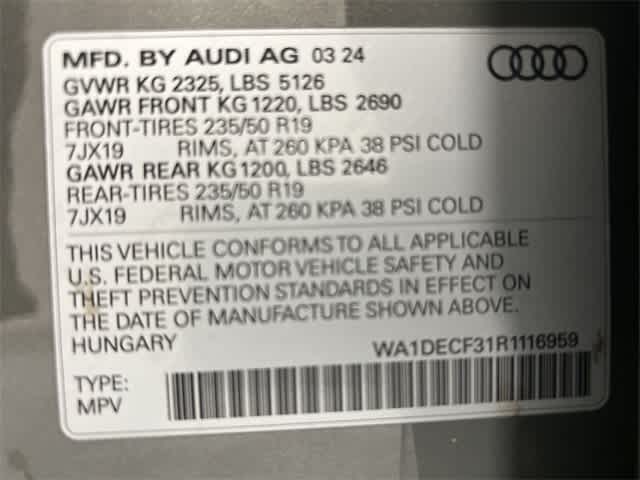 MFD. BY AUDI AG 03 24
GVWR KG 2325, LBS 5126
GAWR FRONT KG 1220, LBS 2690
FRONT-TIRES 235/50 R19
7JX19 RIMS, AT 260 KPA 38 PSI COLD
GAWR REAR KG 1200, LBS 2646
REAR-TIRES 235/50 R19
7JX19 RIMS, AT 260 KPA 38 PSI COLD
THIS VEHICLE CONFORMS TO ALL APPLICABLE
U.S. FEDERAL MOTOR VEHICLE SAFETY AND
THEFT PREVENTION STANDARDS IN EFFECT ON
THE DATE OF MANUFACTURE SHOWN ABOVE.
HUNGARY WA1DECF31R1116959
TYPE:
MPV